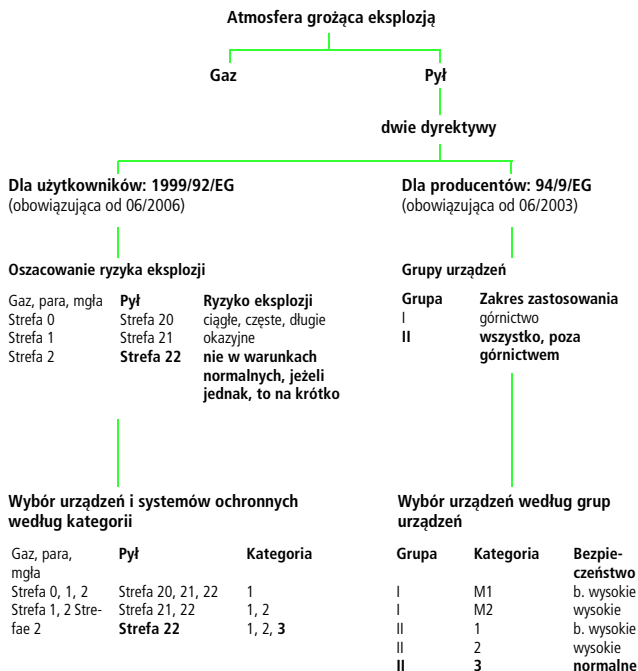 Atmosfera grożąca eksplozją
Gaz
Pył
dwie dyrektywy
Dla użytkowników: 1999/92/EG
(obowiązująca od 06/2006)
Dla producentów: 94/9/EG
(obowiązująca od 06/2003)
Oszacowanie ryzyka eksplozji
Gaz, para, mgła Pył Ryzyko eksplozji
Strefa 0 Strefa 20 ciągłe, częste, długie
Strefa 1 Strefa 21 okazyjne
Strefa 2 Strefa 22 nie w warunkach
normalnych, jeżeli
jednak, to na krótko
Grupy urządzeń
Grupa Zakres zastosowania
I górnictwo
II wszystko, poza
górnictwem
Wybór urządzeń i systemów ochronnych
według kategorii
Gaz, para, Pył Kategoria
mgła
Strefa 0, 1, 2 Strefa 20, 21, 22 1
Strefa 1, 2 Stre- Strefa 21, 22 1, 2
fae 2 Strefa 22 1, 2, 3
Wybór urządzeń według grup
urządzeń
Grupa Kategoria Bezpie-
czeństwo
I M1 b. wysokie
I M2 wysokie
II 1 b. wysokie
II 2 wysokie
II 3 normalne